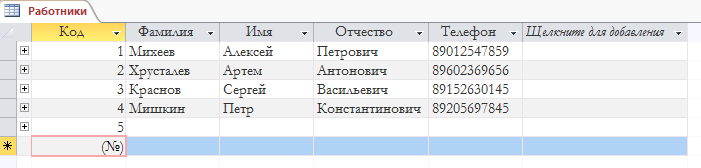 Работники
Код Фамилия Имя Отчество Телефон Щелкните для добавления
1 Михеев Алексей Петрович 89012547859
2 Хрусталев Артем Антонович 89602369656
3 Краснов Сергей Васильевич 89152630145
4 Мишкин Петр Константинович 89205697845
5
(№)